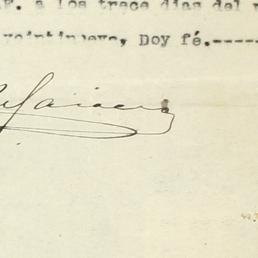 a los trece dias del
veintinueve, Doy fé.-----